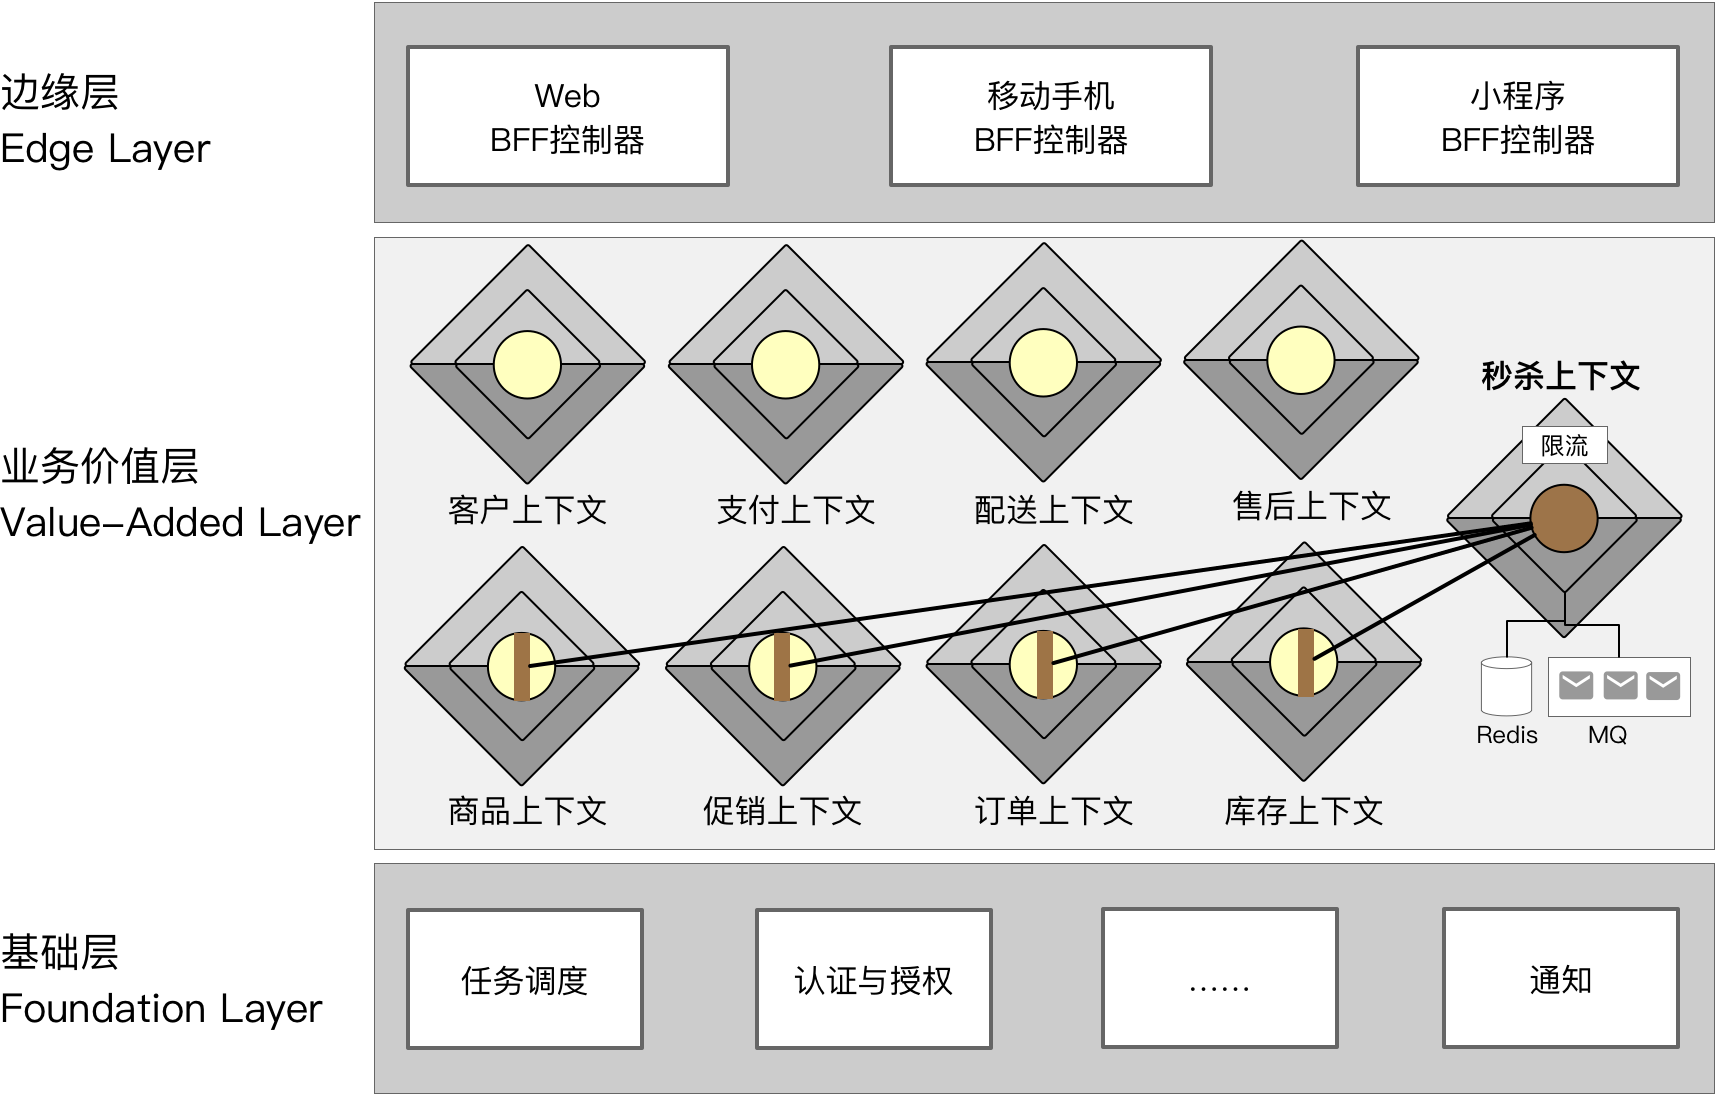 边缘层
Edge Layer
Web
BFF控制器
移动手机
BFF控制器
小程序
BFF控制器
业务价值层
Value-Added Layer
客户上下文
支付上下文
配送上下文
售后上下文
秒杀上下文
限流
Redis
MQ
商品上下文
促销上下文
订单上下文
库存上下文
基础层
Foundation Layer
任务调度
认证与授权
……
通知